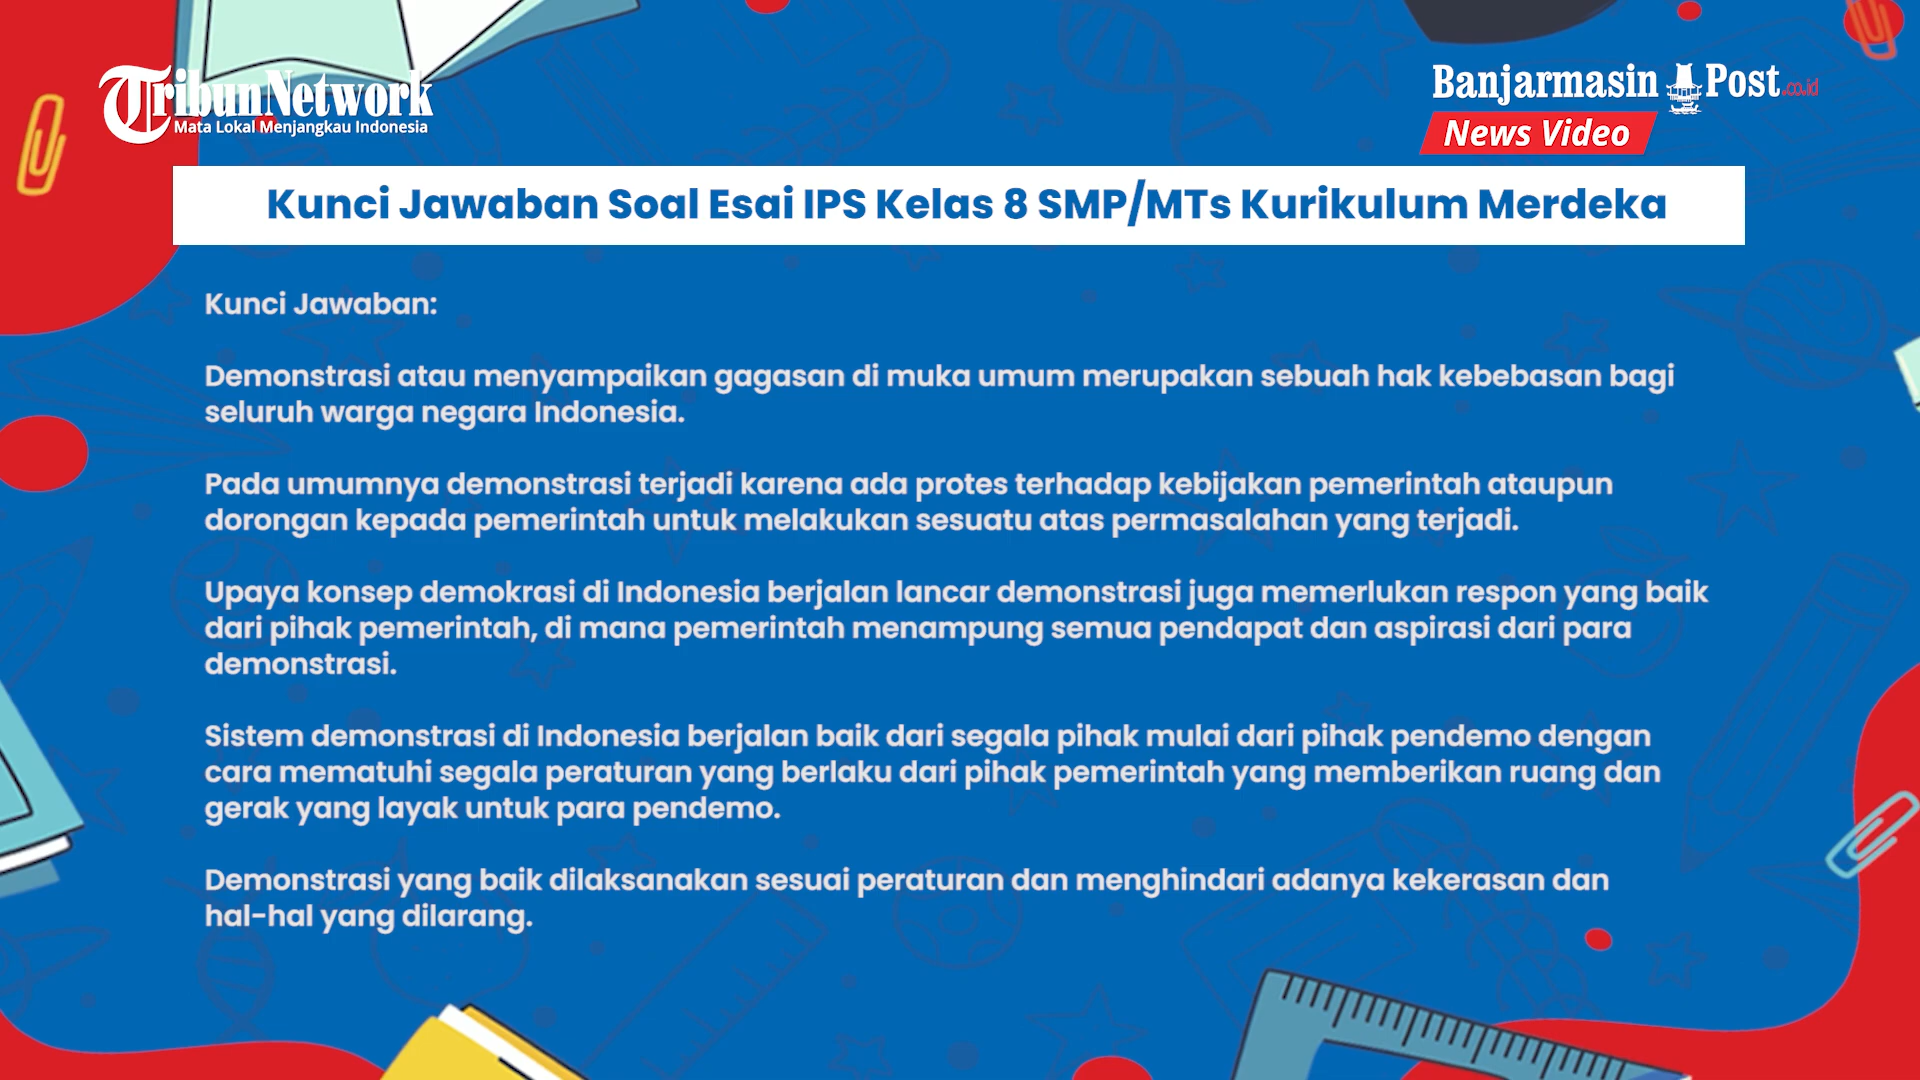 TribunNetwork
Mata Lokal Menjangkau Indonesia
Banjarmasin Post.co.id
News Video
Kunci Jawaban Soal Esai IPS Kelas 8 SMP/MTs Kurikulum Merdeka
Kunci Jawaban:
Demonstrasi atau menyampaikan gagasan di muka umum merupakan sebuah hak kebebasan bagi
seluruh warga negara Indonesia.
Pada umumnya demonstrasi terjadi karena ada protes terhadap kebijakan pemerintah ataupun
dorongan kepada pemerintah untuk melakukan sesuatu atas permasalahan yang terjadi.
Upaya konsep demokrasi di Indonesia berjalan lancar demonstrasi juga memerlukan respon yang baik
dari pihak pemerintah, di mana pemerintah menampung semua pendapat dan aspirasi dari para
demonstrasi.
Sistem demonstrasi di Indonesia berjalan baik dari segala pihak mulai dari pihak pendemo dengan
cara mematuhi segala peraturan yang berlaku dari pihak pemerintah yang memberikan ruang dan
gerak yang layak untuk para pendemo.
Demonstrasi yang baik dilaksanakan sesuai peraturan dan menghindari adanya kekerasan dan
hal-hal yang dilarang.